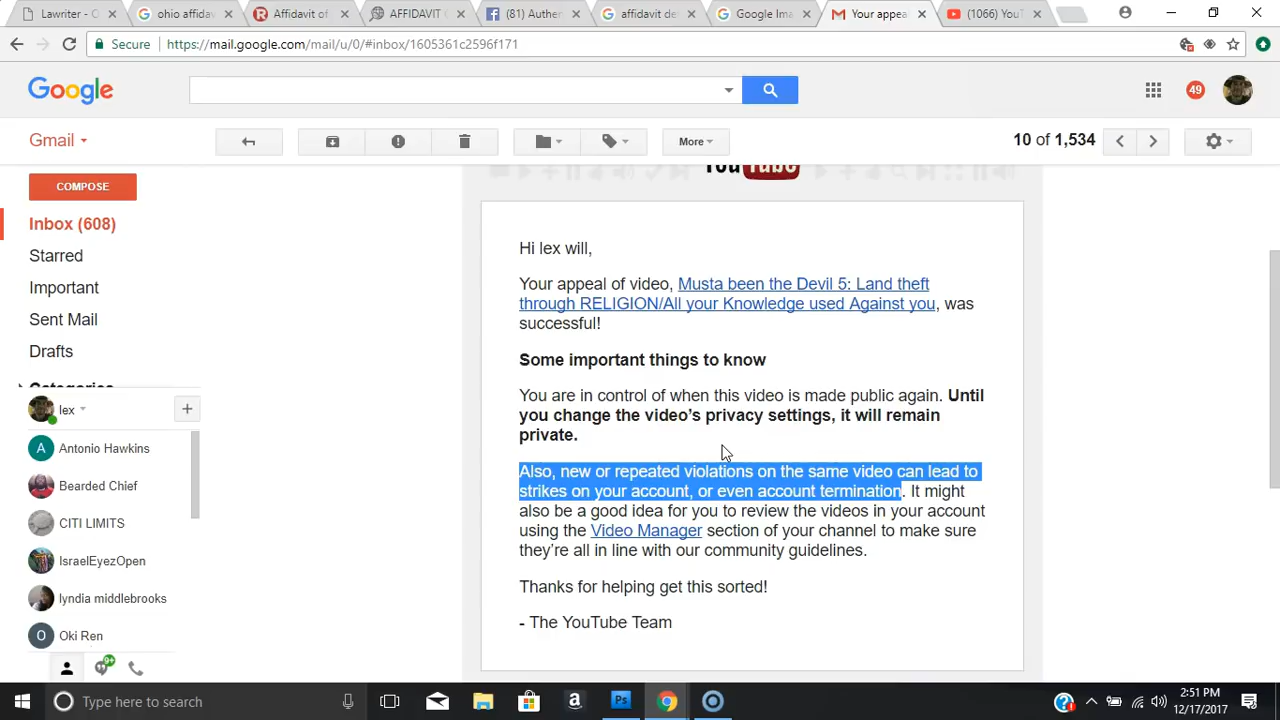 Lawriter - C
ohio affida
Affidavit of
AFFIDAVIT
(81) Auther
affidavit de
Google Ima
Your appea
(1066) YouT
Secure
https://mail.google.com/mail/u/0/#inbox/1605361c2596f171
Google
49
Gmail
More
10 of 1,534
COMPOSE
YouTube
Inbox (608)
Starred
Important
Sent Mail
Drafts
Categories
lex
A Antonio Hawkins
Bearded Chief
CITI LIMITS
IsraelEyezOpen
lyndia middlebrooks
O Oki Ren
9+
Hi lex will,
Your appeal of video, Musta been the Devil 5: Land theft
through RELIGION/All your Knowledge used Against you, was
successful!
Some important things to know
You are in control of when this video is made public again. Until
you change the video's privacy settings, it will remain
private.
Also, new or repeated violations on the same video can lead to
strikes on your account, or even account termination. It might
also be a good idea for you to review the videos in your account
using the Video Manager section of your channel to make sure
they're all in line with our community guidelines.
Thanks for helping get this sorted!
- The YouTube Team
Type here to search
a
Ps
2:51 PM
12/17/2017